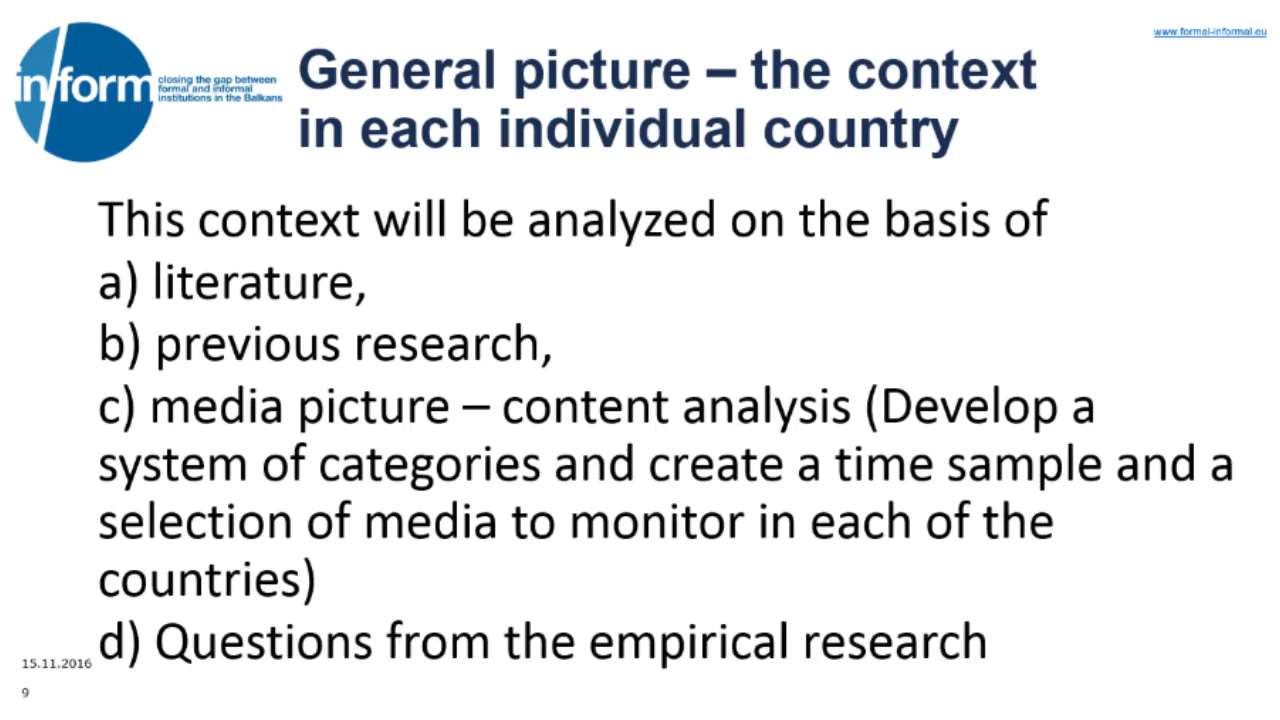 www.formal-informal.eu
in/form
closing the gap between
formal and informal
institutions in the Balkans
General picture – the context
in each individual country
This context will be analyzed on the basis of
a) literature,
b) previous research,
c) media picture – content analysis (Develop a
system of categories and create a time sample and a
selection of media to monitor in each of the
countries)
d) Questions from the empirical research
15.11.2016
9